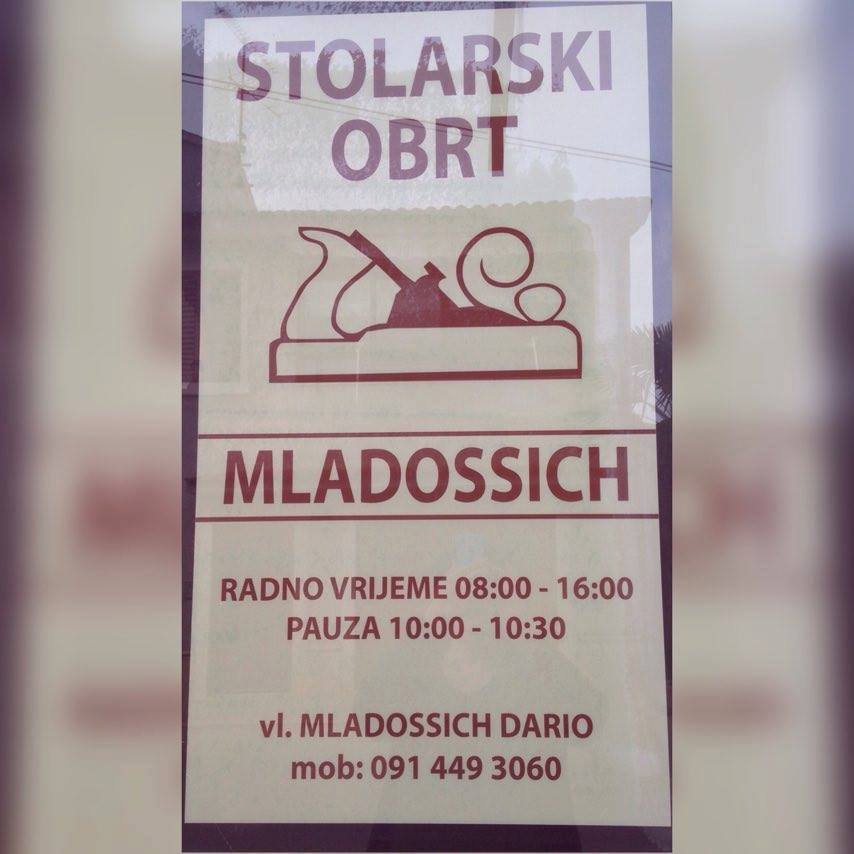 STOLARSKI
OBRT
MLADOSSICH
RADNO VRIJEME 08:00 - 16:00
PAUZA 10:00 - 10:30
vl. MLADOSSICH DARIO
mob: 091 449 3060